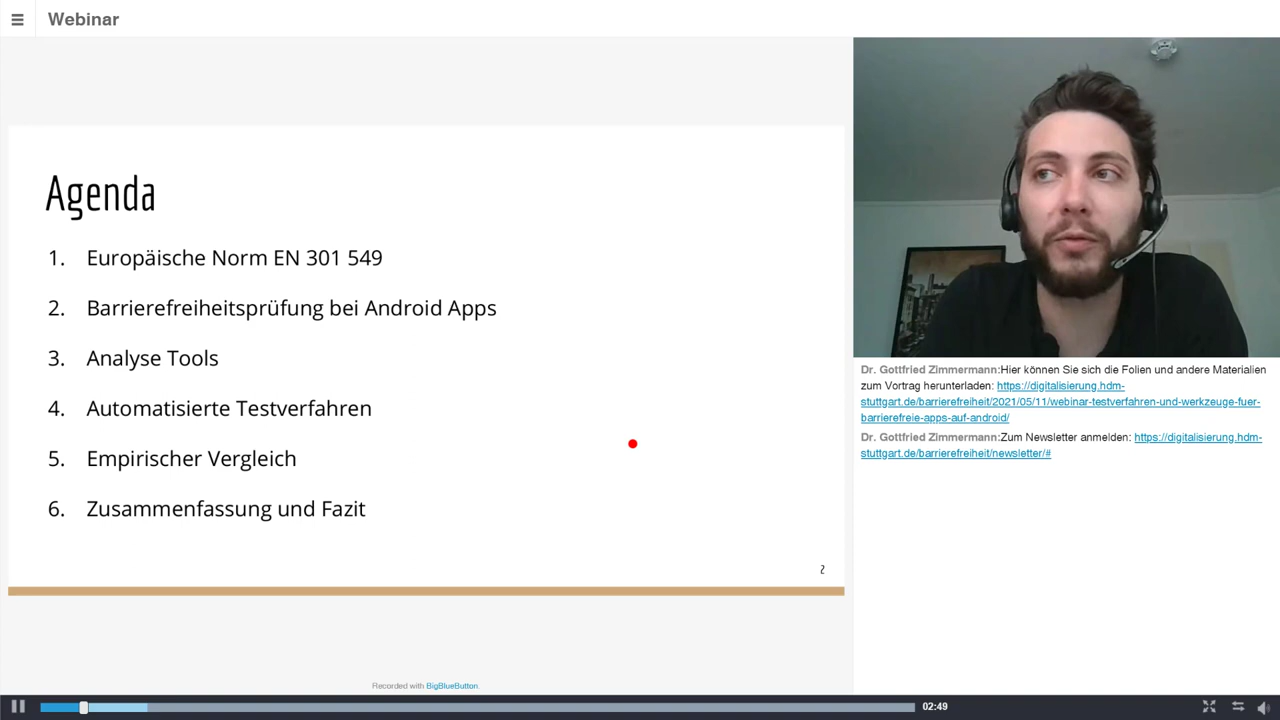 Webinar
Agenda
1. Europäische Norm EN 301 549
2. Barrierefreiheitsprüfung bei Android Apps
3. Analyse Tools
4. Automatisierte Testverfahren
5. Empirischer Vergleich
6. Zusammenfassung und Fazit
2
Recorded with BigBlueButton.
Dr. Gottfried Zimmermann:Hier können Sie sich die Folien und andere Materialien
zum Vortrag herunterladen: https://digitalisierung.hdm-
stuttgart.de/barrierefreiheit/2021/05/11/webinar-testverfahren-und-werkzeuge-fuer-
barrierefreie-apps-auf-android/
Dr. Gottfried Zimmermann:Zum Newsletter anmelden: https://digitalisierung.hdm-
stuttgart.de/barrierefreiheit/newsletter/#
02:49